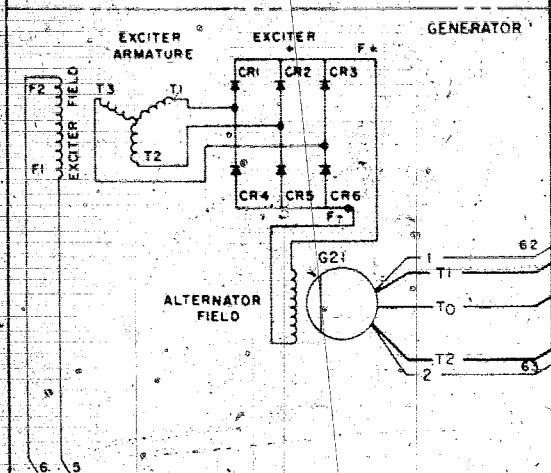 GENERATOR
EXCITER ARMATURE
EXCITER
+
F+
CR1 CR2 CR3
F2
T3
T1
EXCITER FIELD
T2
F1
CR4 CR5 CR6
F-
G21
1
62
T1
ALTERNATOR FIELD
T0
T2
2
63
6
5